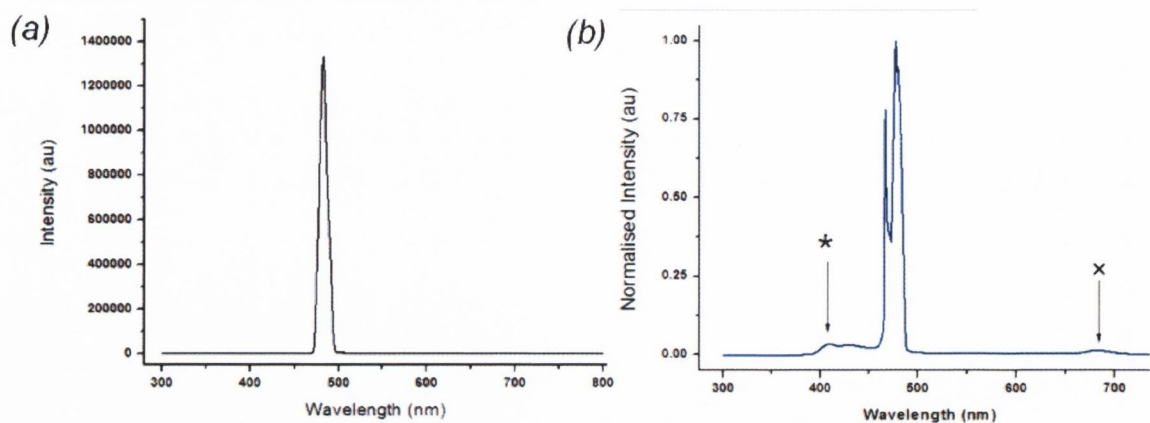 (a)
Intensity (au)
1400000
1200000
1000000
800000
600000
400000
200000
0
300 400 500 600 700 800
Wavelength (nm)
(b)
Normalised Intensity (au)
1.00
0.75
0.50
0.25
0.00
*
×
300 400 500 600 700
Wavelength (nm)